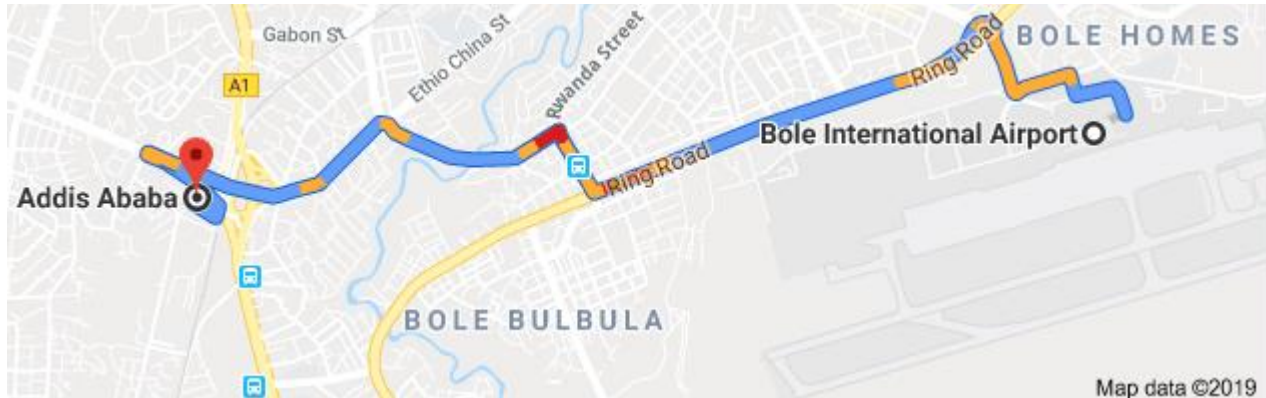 Gabon St
A1
Ethio China St
Rwanda Street
Ring Road
BOLE HOMES
Bole International Airport
Ring Road
Addis Ababa
BOLE BULBULA
Map data ©2019